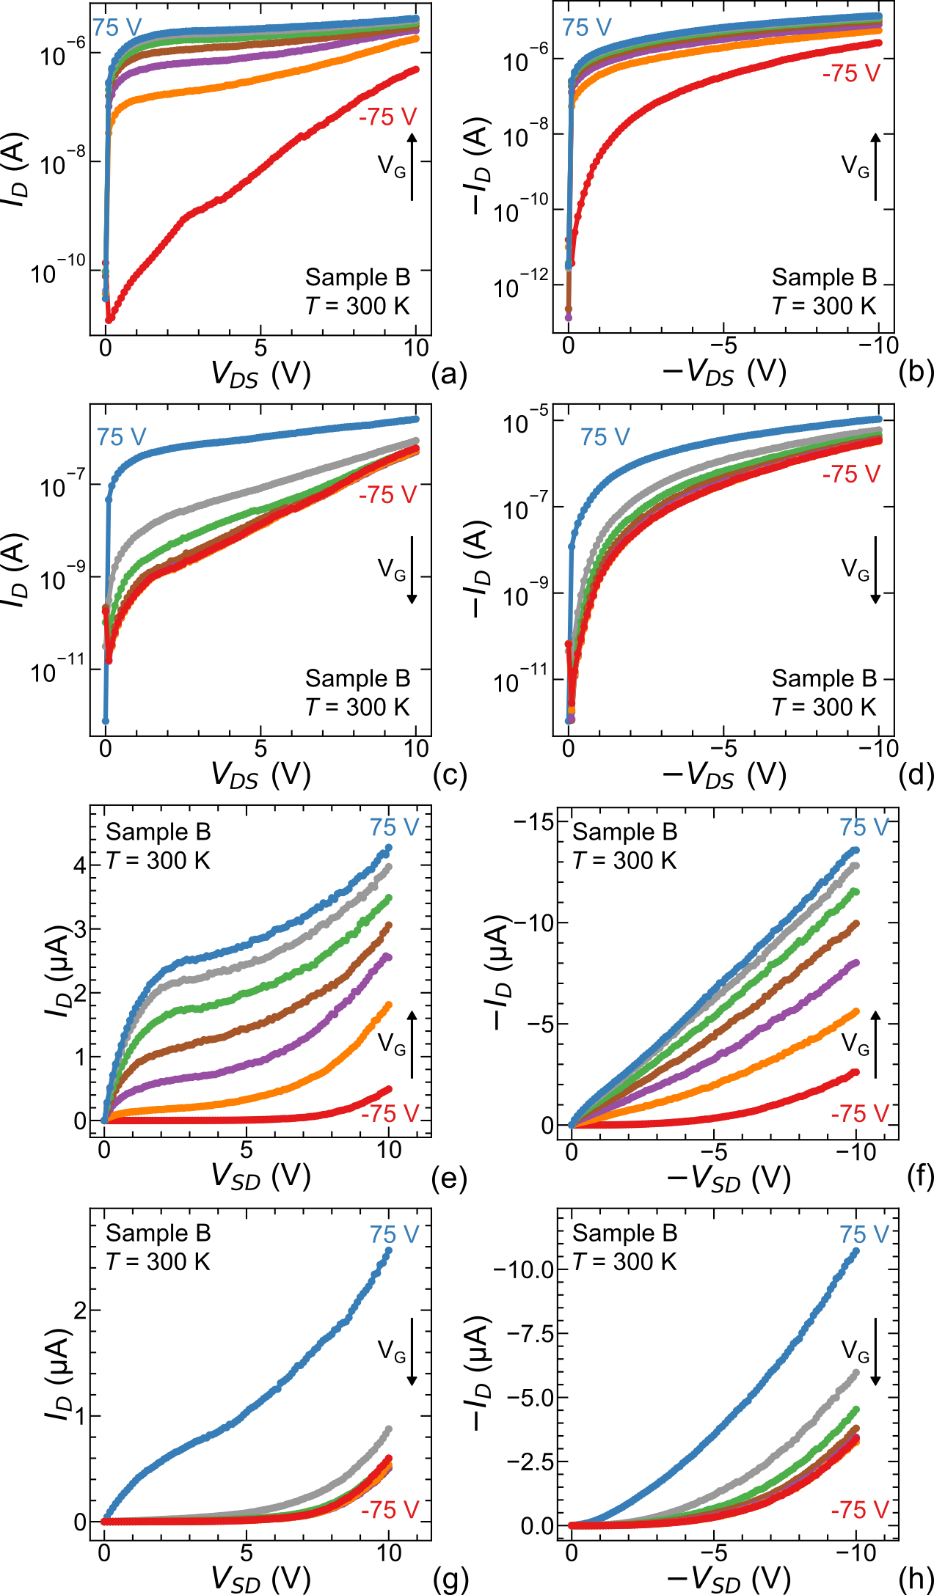 75 V
10⁻⁶
10⁻⁸
10⁻¹⁰
I_D (A)
-75 V
V_G
Sample B
T = 300 K
0
5
10
V_DS (V)
(a)
75 V
10⁻⁶
10⁻⁸
10⁻¹⁰
10⁻¹²
−I_D (A)
-75 V
V_G
Sample B
T = 300 K
0
−5
−10
−V_DS (V)
(b)
75 V
10⁻⁷
10⁻⁹
10⁻¹¹
I_D (A)
-75 V
V_G
Sample B
T = 300 K
0
5
10
V_DS (V)
(c)
75 V
10⁻⁵
10⁻⁷
10⁻⁹
10⁻¹¹
−I_D (A)
-75 V
V_G
Sample B
T = 300 K
0
−5
−10
−V_DS (V)
(d)
Sample B
T = 300 K
75 V
4
3
2
1
0
I_D (µA)
V_G
-75 V
0
5
10
V_SD (V)
(e)
Sample B
T = 300 K
75 V
−15
−10
−5
0
−I_D (µA)
V_G
-75 V
0
−5
−10
−V_SD (V)
(f)
Sample B
T = 300 K
75 V
2
1
0
I_D (µA)
V_G
-75 V
0
5
10
V_SD (V)
(g)
Sample B
T = 300 K
75 V
−10.0
−7.5
−5.0
−2.5
0.0
−I_D (µA)
V_G
-75 V
0
−5
−10
−V_SD (V)
(h)